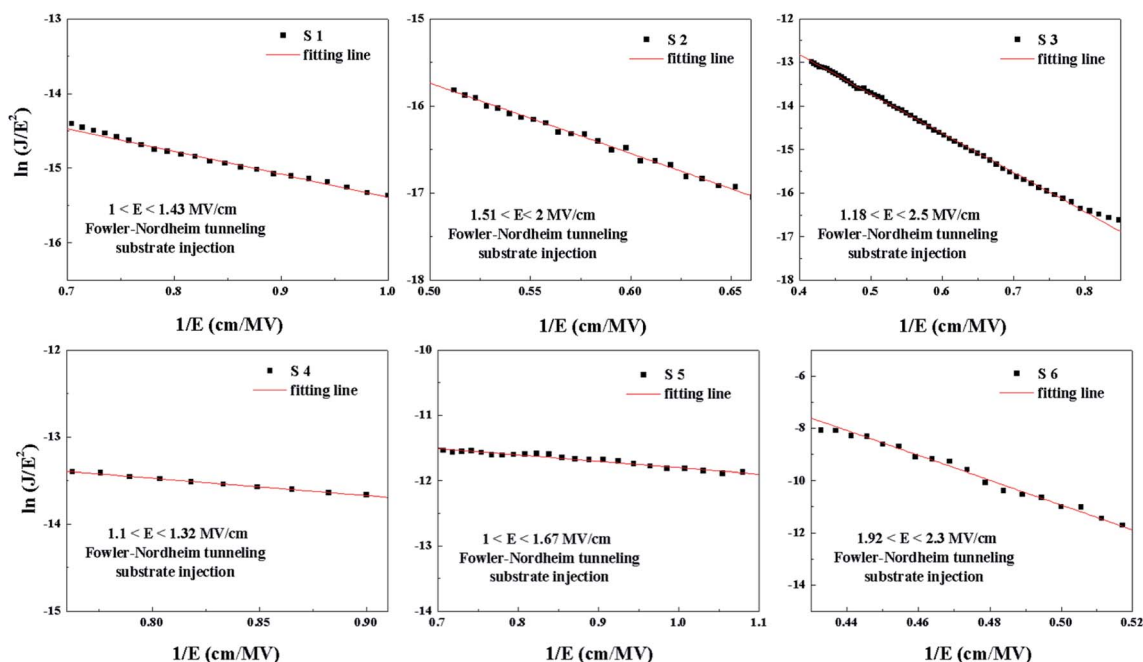 -13
-14
-15
-16
ln (J/E²)
S 1
fitting line
1 < E < 1.43 MV/cm
Fowler-Nordheim tunneling
substrate injection
0.7
0.8
0.9
1.0
1/E (cm/MV)
-15
-16
-17
-18
S 2
fitting line
1.51 < E< 2 MV/cm
Fowler-Nordheim tunneling
substrate injection
0.50
0.55
0.60
0.65
1/E (cm/MV)
-12
-13
-14
-15
-16
-17
-18
S 3
fitting line
1.18 < E < 2.5 MV/cm
Fowler-Nordheim tunneling
substrate injection
0.4
0.5
0.6
0.7
0.8
1/E (cm/MV)
-12
-13
-14
-15
ln (J/E²)
S 4
fitting line
1.1 < E < 1.32 MV/cm
Fowler-Nordheim tunneling
substrate injection
0.80
0.85
0.90
1/E (cm/MV)
-10
-11
-12
-13
-14
S 5
fitting line
1 < E < 1.67 MV/cm
Fowler-Nordheim tunneling
substrate injection
0.7
0.8
0.9
1.0
1.1
1/E (cm/MV)
-6
-8
-10
-12
-14
S 6
fitting line
1.92 < E < 2.3 MV/cm
Fowler-Nordheim tunneling
substrate injection
0.44
0.46
0.48
0.50
0.52
1/E (cm/MV)